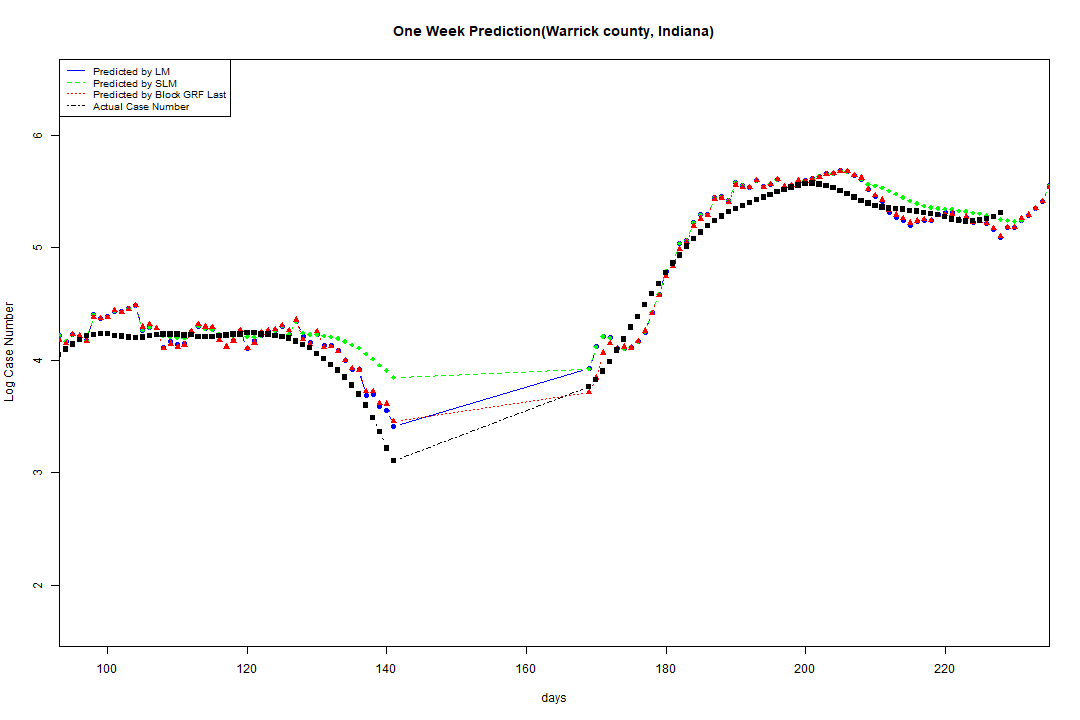 One Week Prediction(Warrick county, Indiana)
Predicted by LM
Predicted by SLM
Predicted by Block GRF Last
Actual Case Number
Log Case Number
6
5
4
3
2
100 120 140 160 180 200 220
days